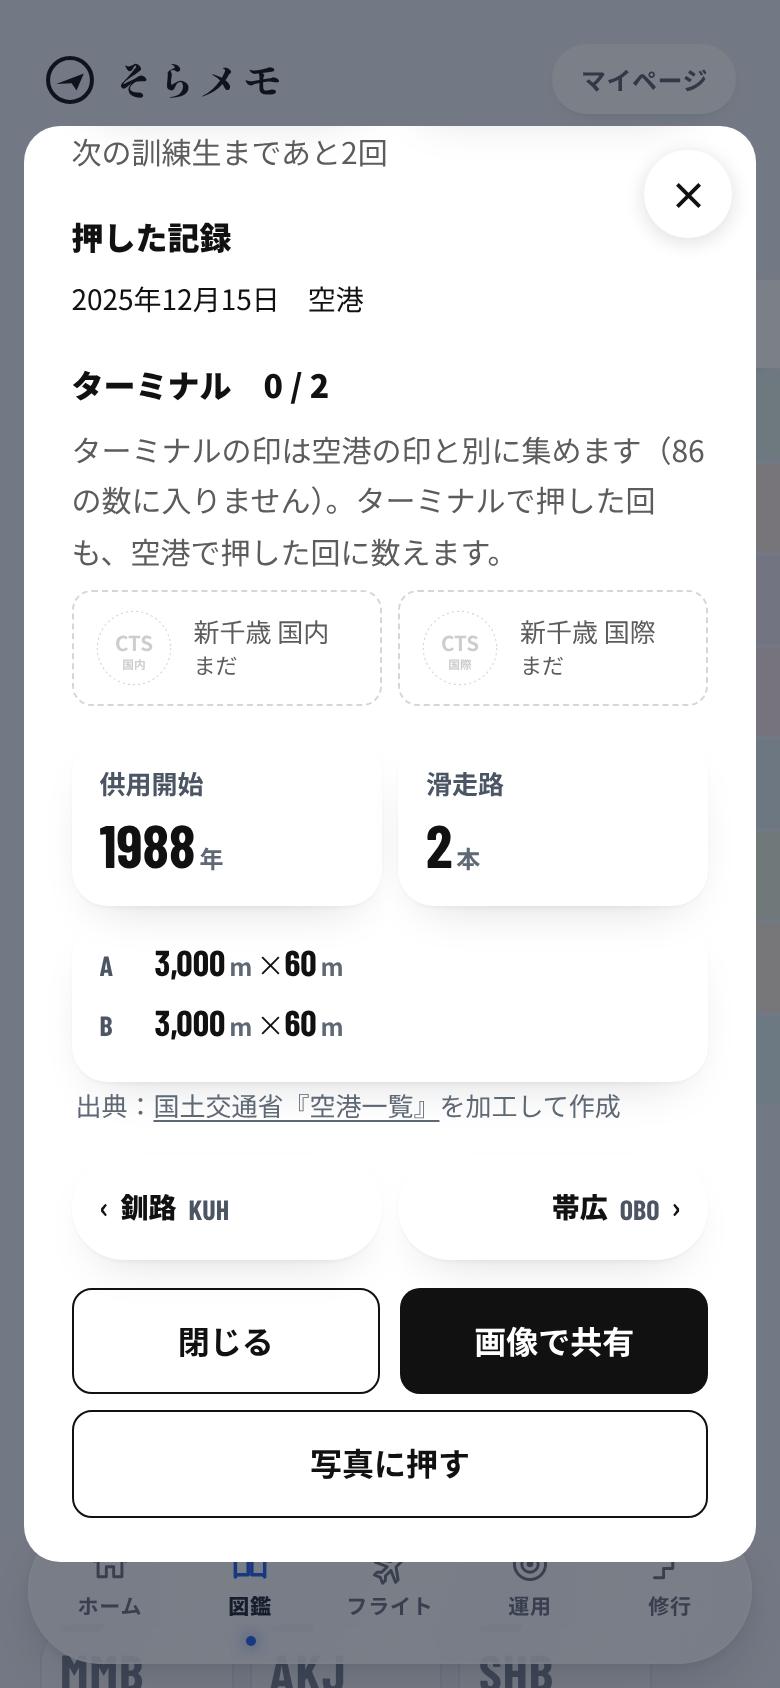 そらメモ
マイページ
次の訓練生まであと2回
×
押した記録
2025年12月15日　空港
ターミナル　0 / 2
ターミナルの印は空港の印と別に集めます（86
の数に入りません）。ターミナルで押した回
も、空港で押した回に数えます。
CTS
国内
新千歳 国内
まだ
CTS
国際
新千歳 国際
まだ
供用開始
1988年
滑走路
2本
A 3,000m×60m
B 3,000m×60m
出典：国土交通省『空港一覧』を加工して作成
‹ 釧路 KUH
帯広 OBO ›
閉じる
画像で共有
写真に押す
ホーム
図鑑
フライト
運用
修行
MMB
AKJ
SHB